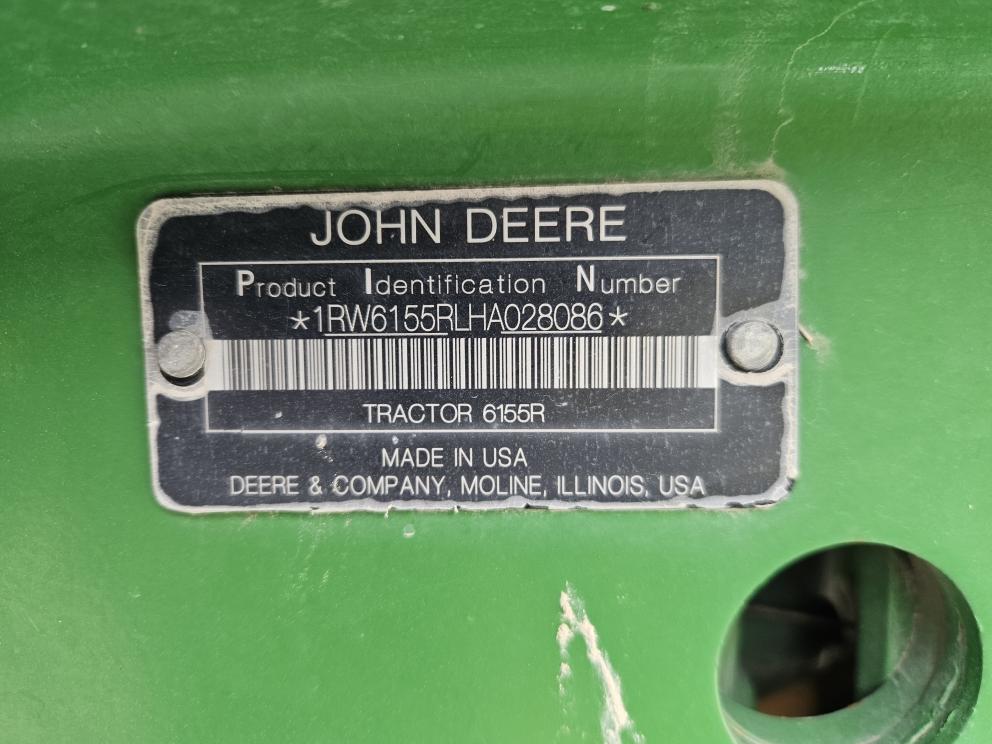 JOHN DEERE
Product Identification Number
*1RW6155RLHA028086*
TRACTOR 6155R
MADE IN USA
DEERE & COMPANY, MOLINE, ILLINOIS, USA